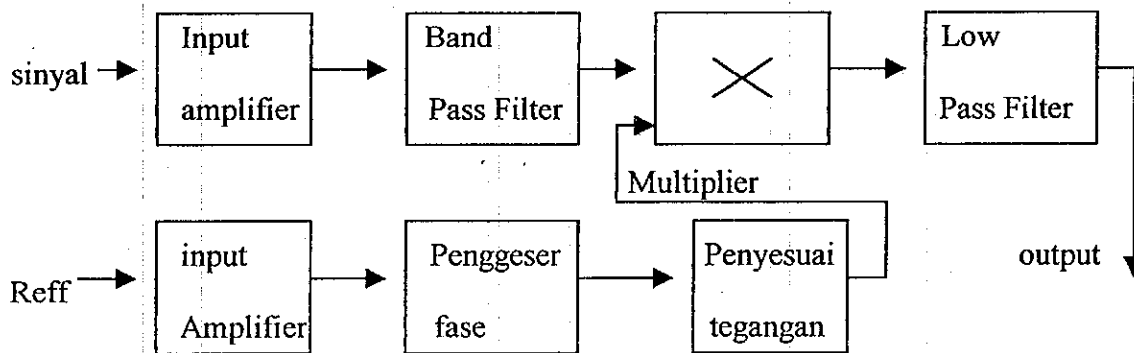 sinyal
Input
amplifier
Band
Pass Filter
Low
Pass Filter
Multiplier
Reff
input
Amplifier
Penggeser
fase
Penyesuai
tegangan
output